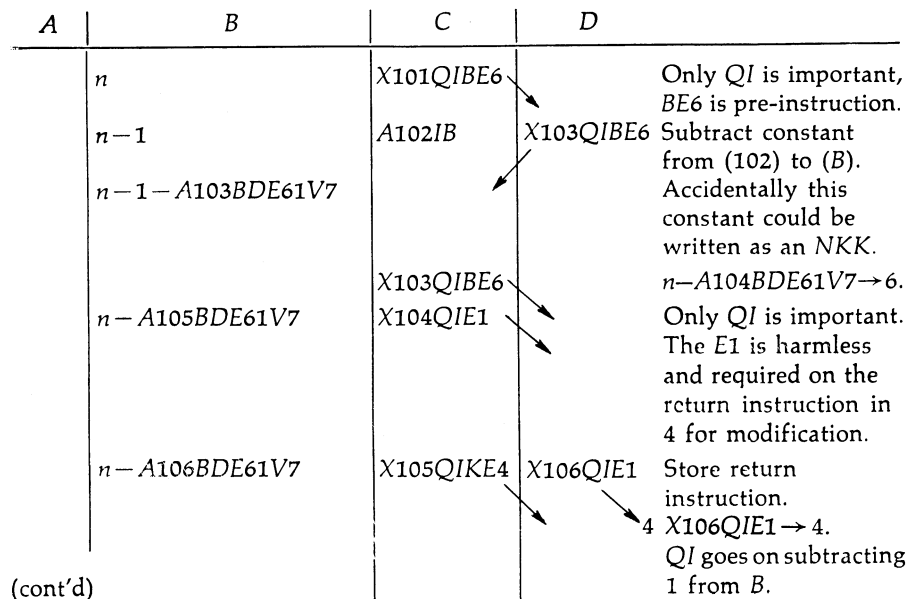 A B C D
n X101QIBE6 Only QI is important,
BE6 is pre-instruction.
n−1 A102IB X103QIBE6 Subtract constant
from (102) to (B).
n−1−A103BDE61V7 Accidentally this
constant could be
written as an NKK.
X103QIBE6 n−A104BDE61V7→6.
n−A105BDE61V7 X104QIE1 Only QI is important.
The E1 is harmless
and required on the
return instruction in
4 for modification.
n−A106BDE61V7 X105QIKE4 X106QIE1 Store return
instruction.
4 X106QIE1→4.
QI goes on subtracting
(cont'd) 1 from B.